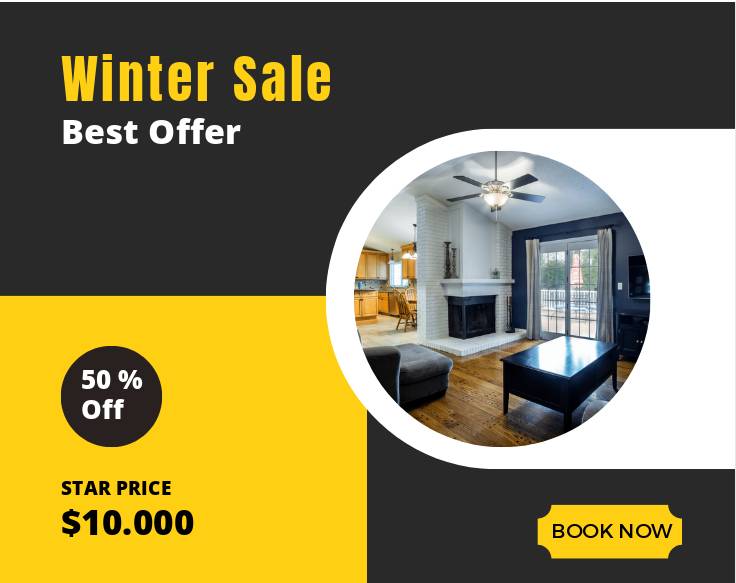 Winter Sale
Best Offer
50 %
Off
STAR PRICE
$10.000
BOOK NOW